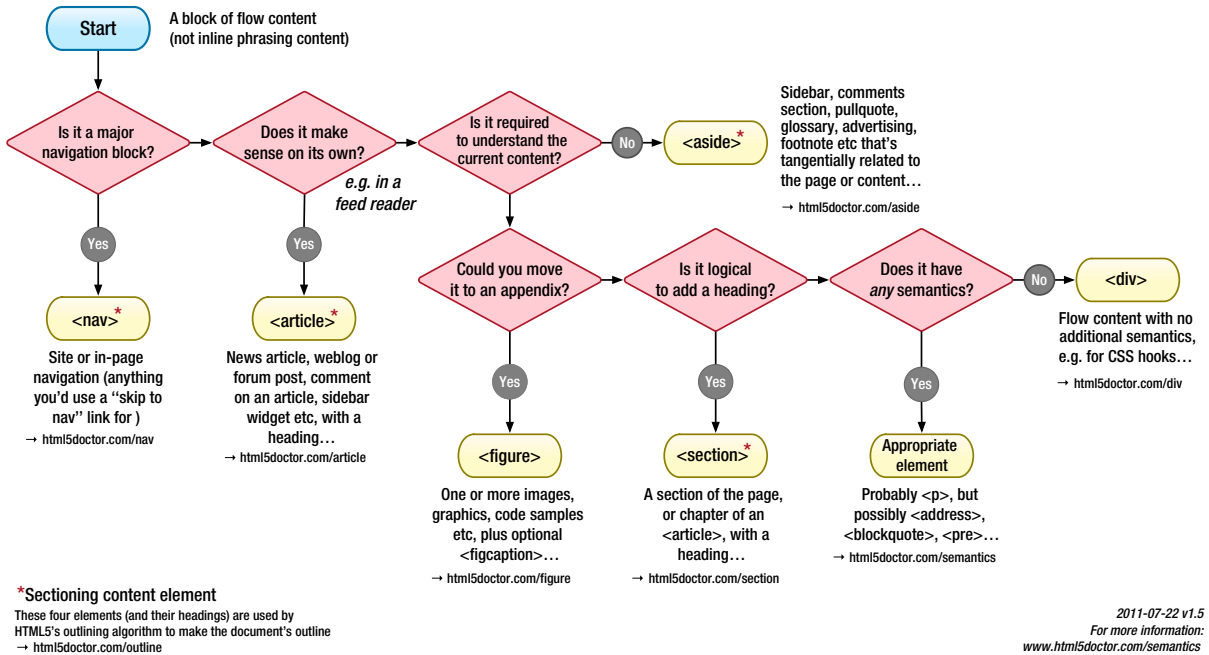 Start
A block of flow content
(not inline phrasing content)
Is it a major
navigation block?
Does it make
sense on its own?
e.g. in a
feed reader
Is it required
to understand the
current content?
No
<aside>*
Sidebar, comments
section, pullquote,
glossary, advertising,
footnote etc that's
tangentially related to
the page or content…
→ html5doctor.com/aside
Yes
<nav>*
Site or in-page
navigation (anything
you'd use a “skip to
nav” link for )
→ html5doctor.com/nav
Yes
<article>*
News article, weblog or
forum post, comment
on an article, sidebar
widget etc, with a
heading…
→ html5doctor.com/article
Could you move
it to an appendix?
Is it logical
to add a heading?
Does it have
any semantics?
No
<div>
Flow content with no
additional semantics,
e.g. for CSS hooks…
→ html5doctor.com/div
Yes
<figure>
One or more images,
graphics, code samples
etc, plus optional
<figcaption>…
→ html5doctor.com/figure
Yes
<section>*
A section of the page,
or chapter of an
<article>, with a
heading…
→ html5doctor.com/section
Yes
Appropriate
element
Probably <p>, but
possibly <address>,
<blockquote>, <pre>…
→ html5doctor.com/semantics
*Sectioning content element
These four elements (and their headings) are used by
HTML5's outlining algorithm to make the document's outline
→ html5doctor.com/outline
2011-07-22 v1.5
For more information:
www.html5doctor.com/semantics